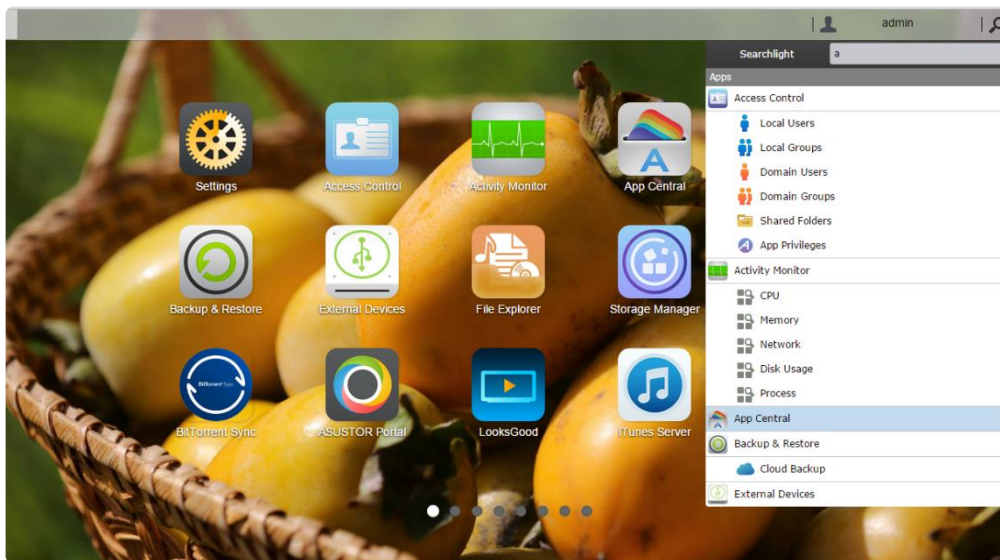 admin
Searchlight a
Apps
Access Control
Local Users
Local Groups
Domain Users
Domain Groups
Shared Folders
App Privileges
Activity Monitor
CPU
Memory
Network
Disk Usage
Process
App Central
Backup & Restore
Cloud Backup
External Devices
Settings Access Control Activity Monitor App Central
Backup & Restore External Devices File Explorer Storage Manager
BitTorrent Sync
BitTorrent Sync ASUSTOR Portal LooksGood iTunes Server